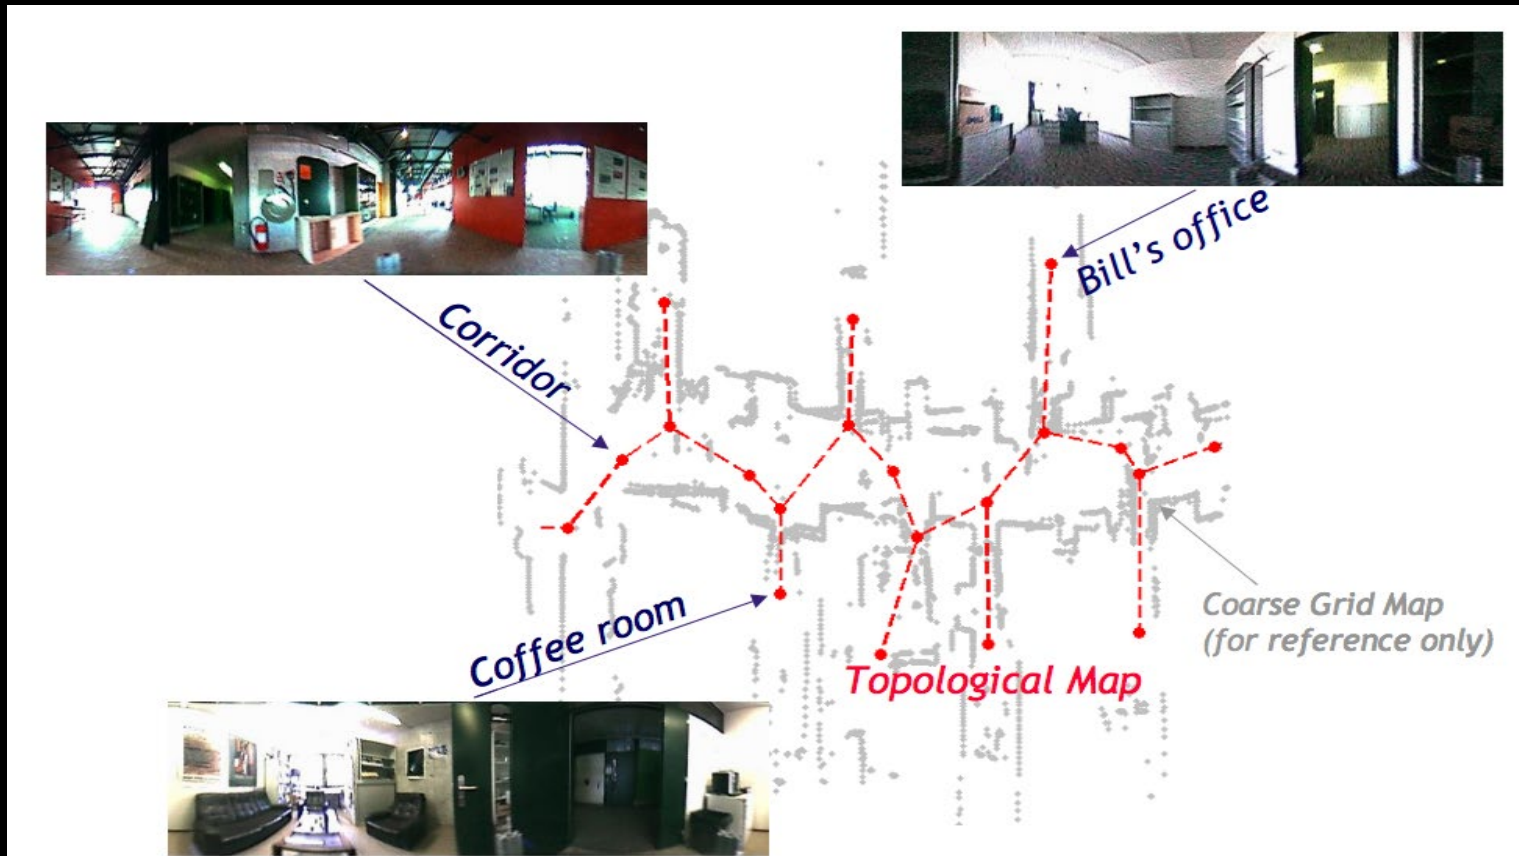 Bill's office
Corridor
Coffee room
Topological Map
Coarse Grid Map
(for reference only)